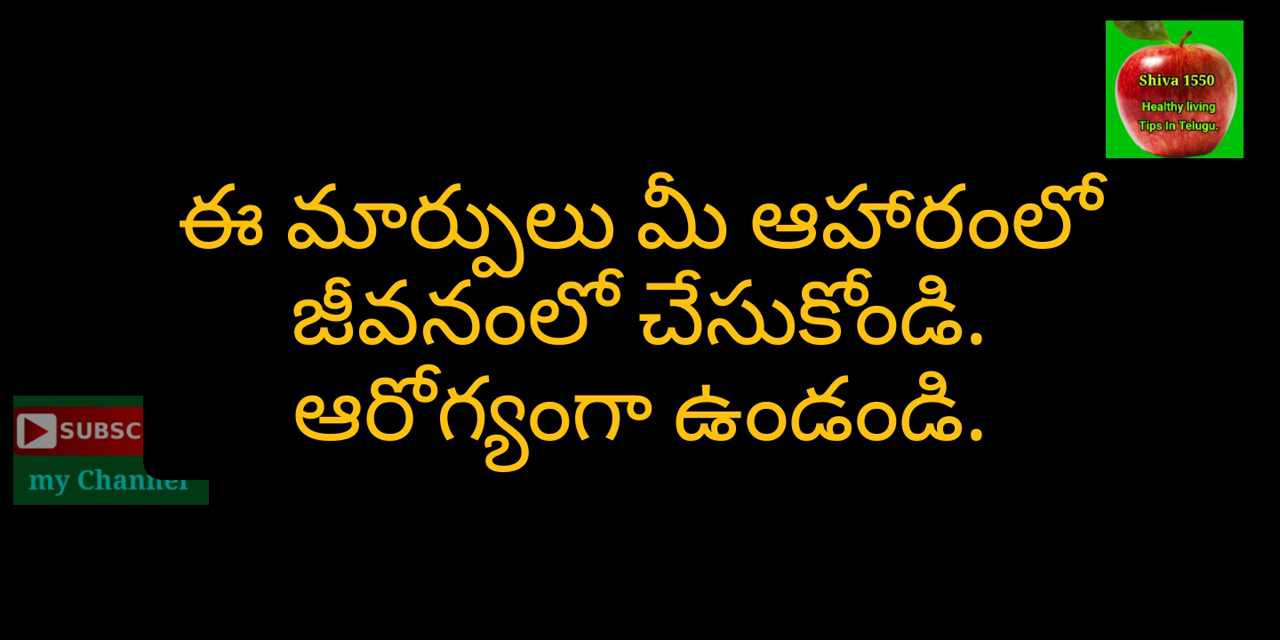 Shiva 1550
Healthy living
Tips In Telugu.
ఈ మార్పులు మీ ఆహారంలో
జీవనంలో చేసుకోండి.
ఆరోగ్యంగా ఉండండి.
SUBSC
my Channel